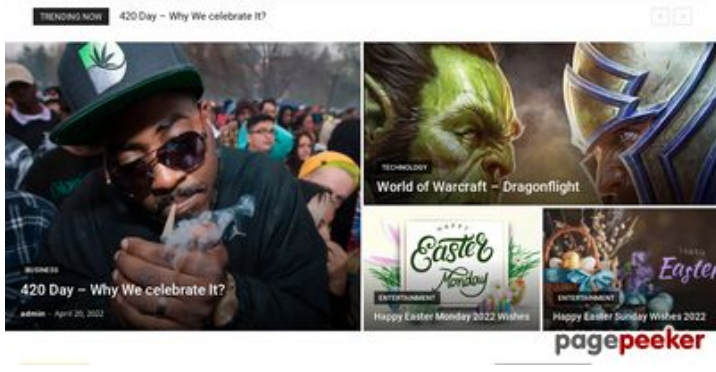 TRENDING NOW 420 Day – Why We celebrate It?
BUSINESS
420 Day – Why We celebrate It?
admin - April 20, 2022
TECHNOLOGY
World of Warcraft – Dragonflight
HAPPY
Easter
Monday
ENTERTAINMENT
Happy Easter Monday 2022 Wishes
Happy
Easter
ENTERTAINMENT
Happy Easter Sunday Wishes 2022
pagepeeker